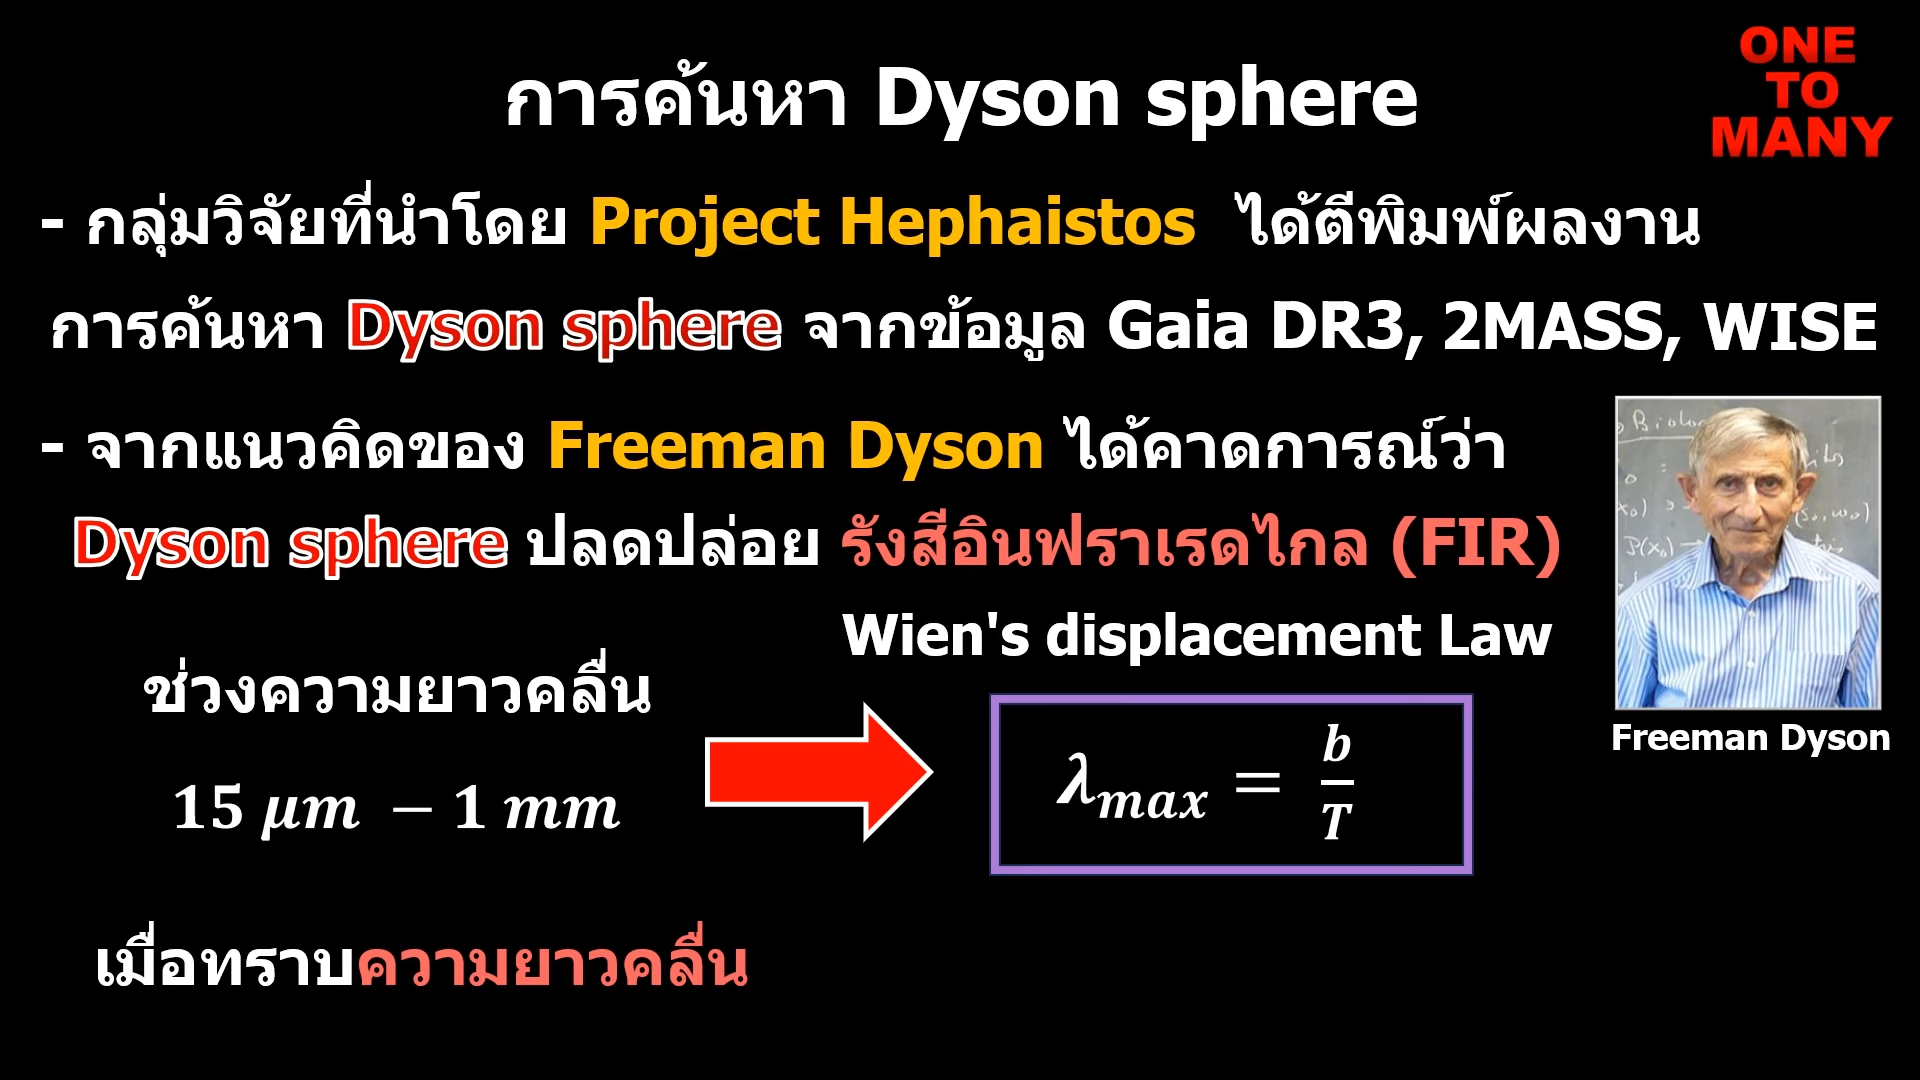 การค้นหา Dyson sphere
ONE
TO
MANY
- กลุ่มวิจัยที่นำโดย Project Hephaistos ได้ตีพิมพ์ผลงาน
การค้นหา Dyson sphere จากข้อมูล Gaia DR3, 2MASS, WISE
- จากแนวคิดของ Freeman Dyson ได้คาดการณ์ว่า
Dyson sphere ปลดปล่อย รังสีอินฟราเรดไกล (FIR)
Wien's displacement Law
ช่วงความยาวคลื่น
15 μm − 1 mm
λmax = b/T
Freeman Dyson
เมื่อทราบความยาวคลื่น